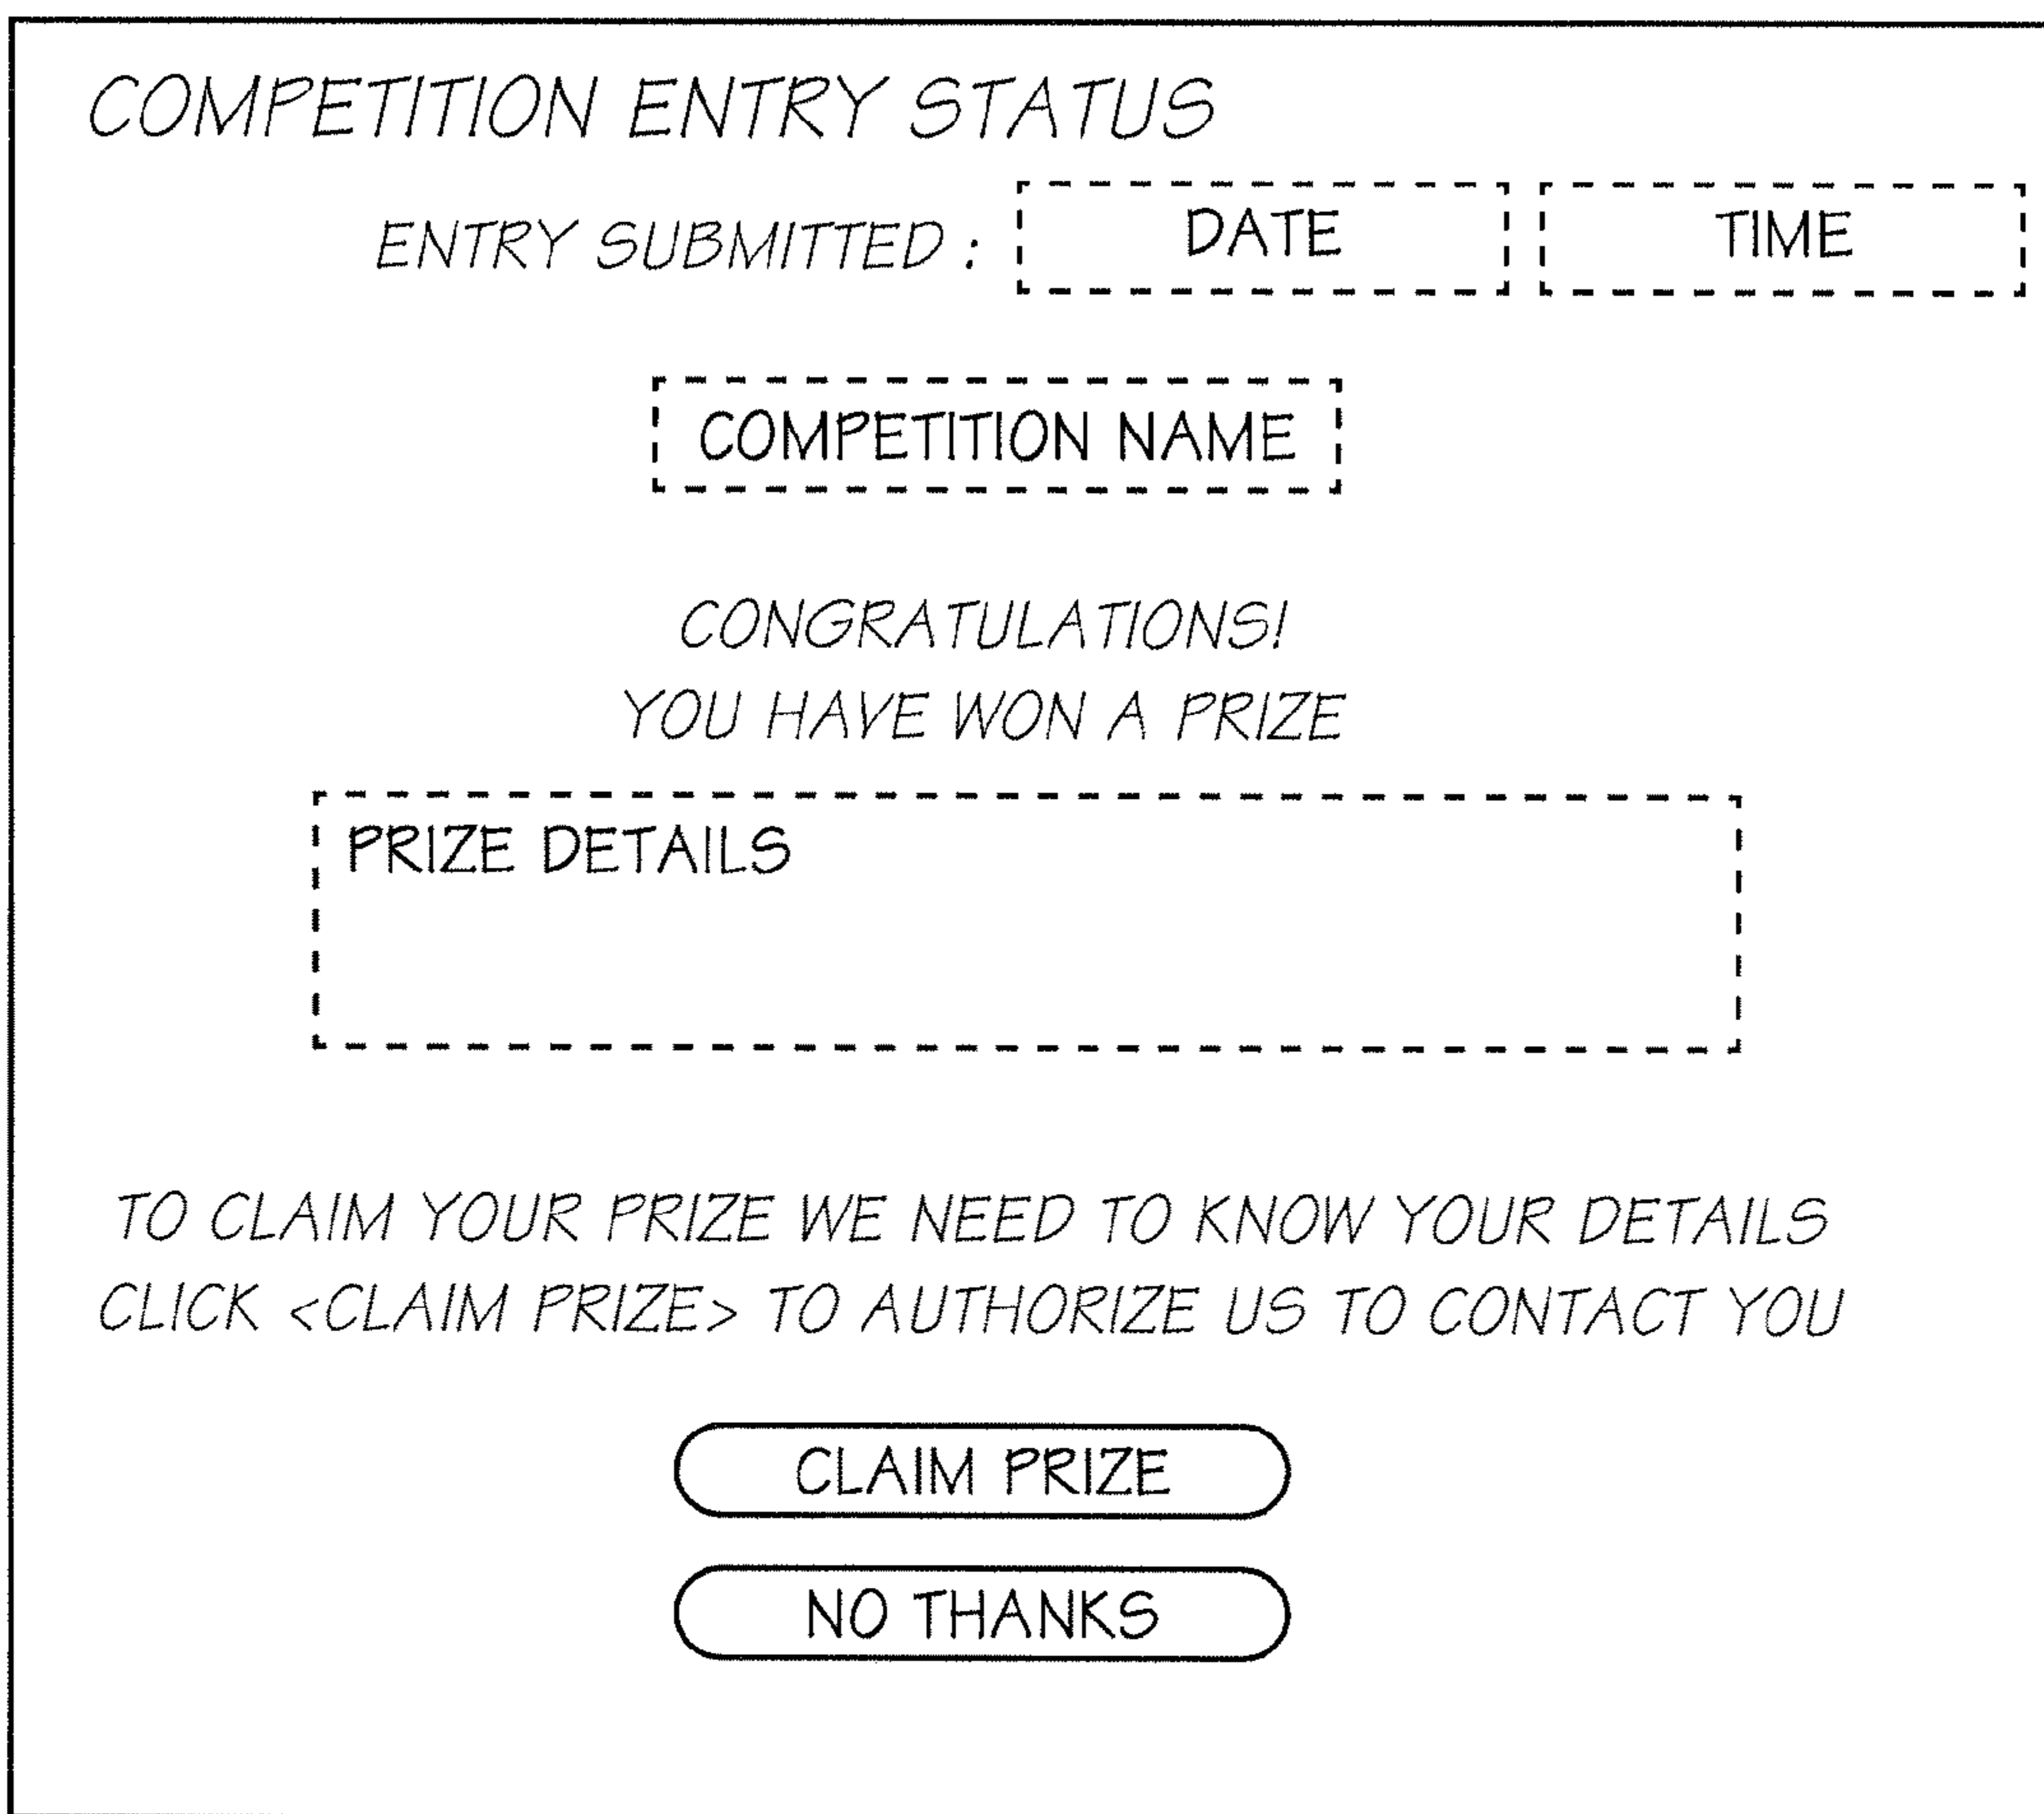 COMPETITION ENTRY STATUS
ENTRY SUBMITTED : DATE TIME
COMPETITION NAME
CONGRATULATIONS!
YOU HAVE WON A PRIZE
PRIZE DETAILS
TO CLAIM YOUR PRIZE WE NEED TO KNOW YOUR DETAILS
CLICK <CLAIM PRIZE> TO AUTHORIZE US TO CONTACT YOU
CLAIM PRIZE
NO THANKS